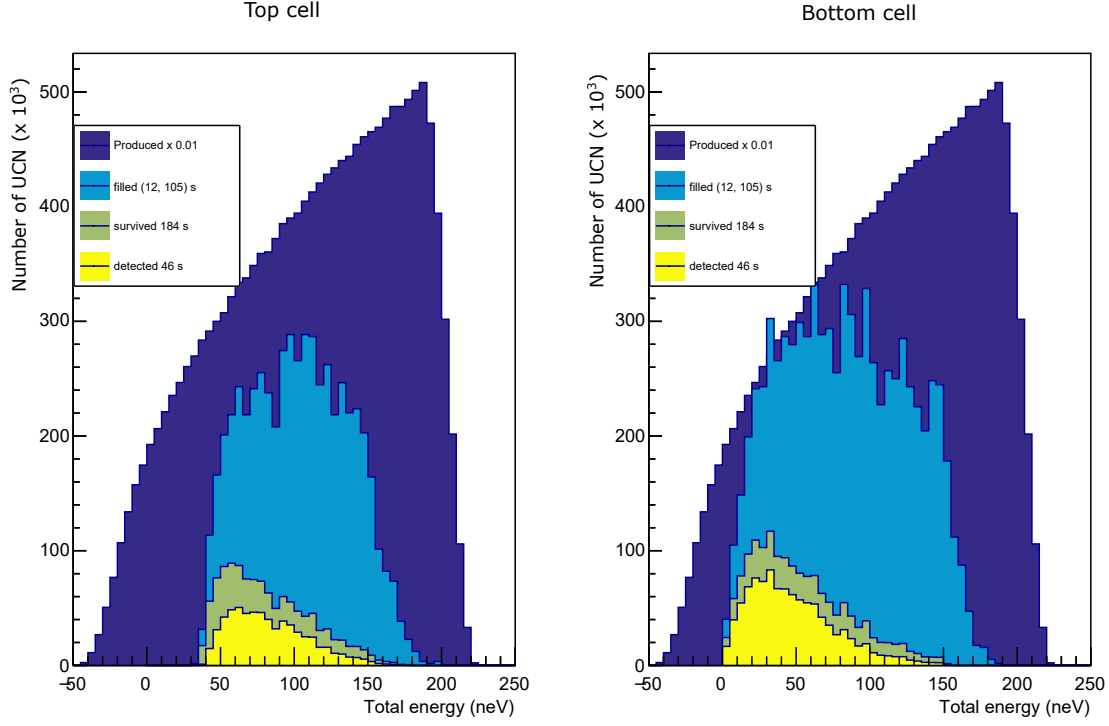 Top cell
Number of UCN (x 10³)
500
400
300
200
100
0
Produced x 0.01
filled (12, 105) s
survived 184 s
detected 46 s
−50 0 50 100 150 200 250
Total energy (neV)
Bottom cell
Number of UCN (x 10³)
500
400
300
200
100
0
Produced x 0.01
filled (12, 105) s
survived 184 s
detected 46 s
−50 0 50 100 150 200 250
Total energy (neV)